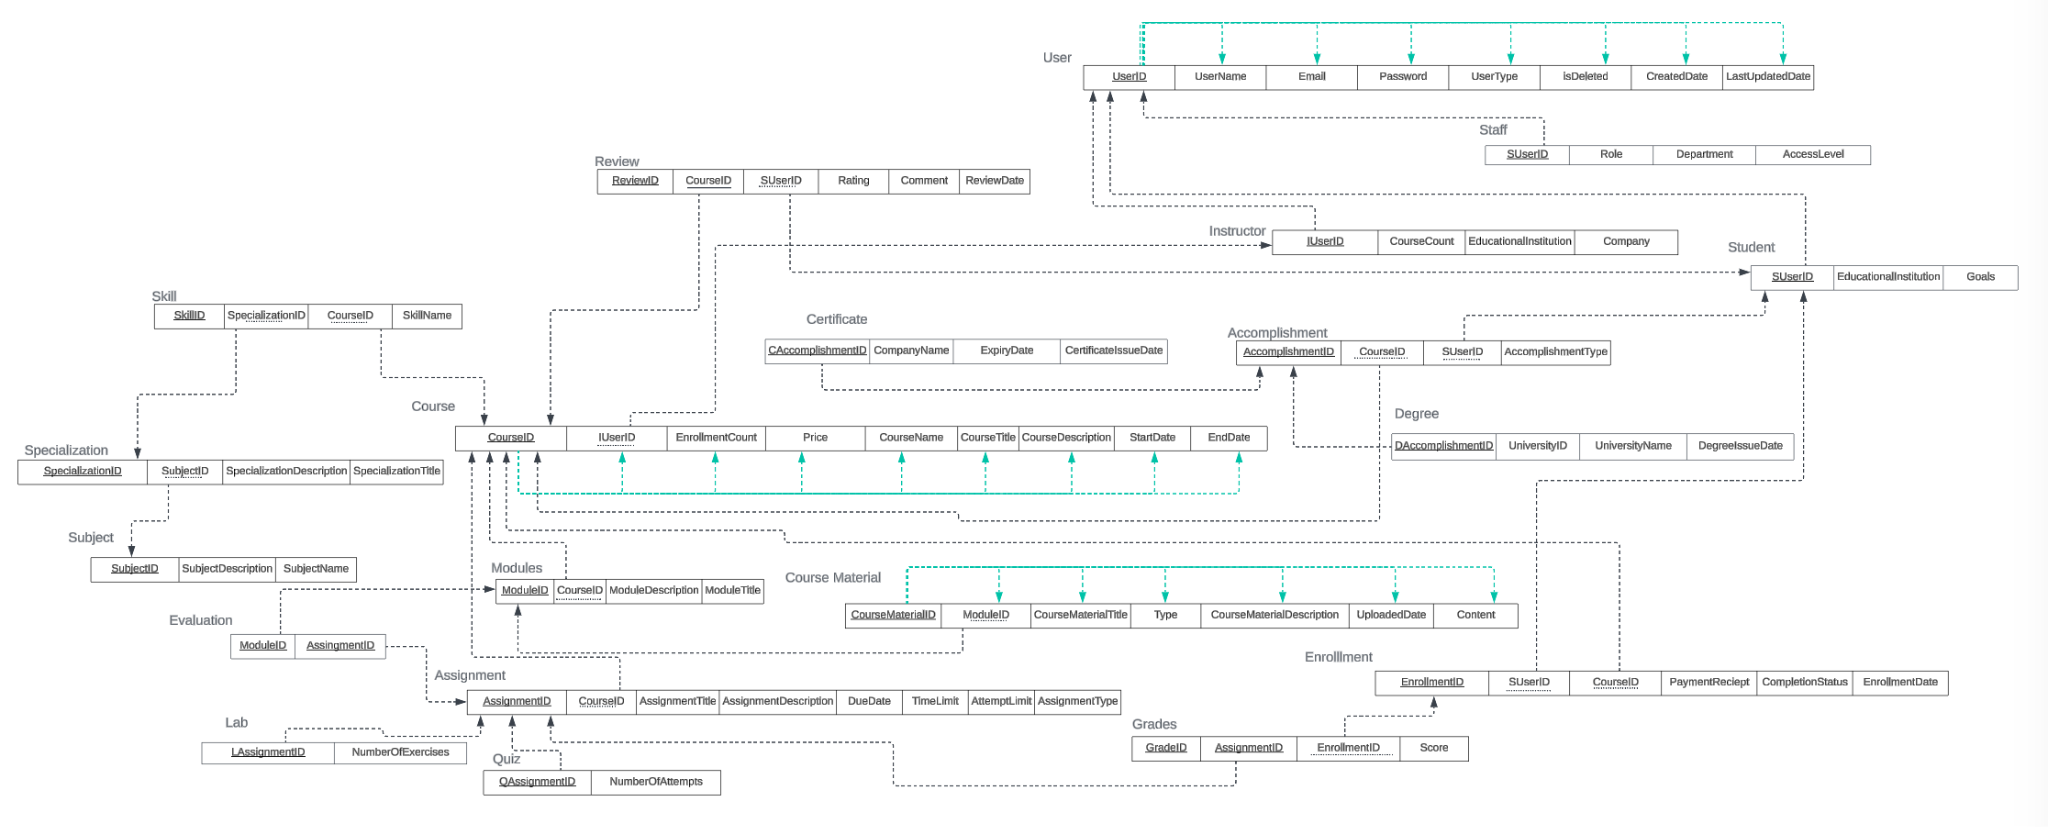 User
UserID UserName Email Password UserType isDeleted CreatedDate LastUpdatedDate
Staff
SUserID Role Department AccessLevel
Review
ReviewID CourseID SUserID Rating Comment ReviewDate
Instructor
IUserID CourseCount EducationalInstitution Company
Student
SUserID EducationalInstitution Goals
Skill
SkillID SpecializationID CourseID SkillName
Certificate
CAccomplishmentID CompanyName ExpiryDate CertificateIssueDate
Accomplishment
AccomplishmentID CourseID SUserID AccomplishmentType
Course
CourseID IUserID EnrollmentCount Price CourseName CourseTitle CourseDescription StartDate EndDate
Degree
DAccomplishmentID UniversityID UniversityName DegreeIssueDate
Specialization
SpecializationID SubjectID SpecializationDescription SpecializationTitle
Subject
SubjectID SubjectDescription SubjectName
Modules
ModuleID CourseID ModuleDescription ModuleTitle
Course Material
CourseMaterialID ModuleID CourseMaterialTitle Type CourseMaterialDescription UploadedDate Content
Evaluation
ModuleID AssingmentID
Enrolllment
EnrollmentID SUserID CourseID PaymentReciept CompletionStatus EnrollmentDate
Assignment
AssignmentID CourseID AssignmentTitle AssignmentDescription DueDate TimeLimit AttemptLimit AssignmentType
Lab
LAssignmentID NumberOfExercises
Grades
GradeID AssignmentID EnrollmentID Score
Quiz
QAssignmentID NumberOfAttempts